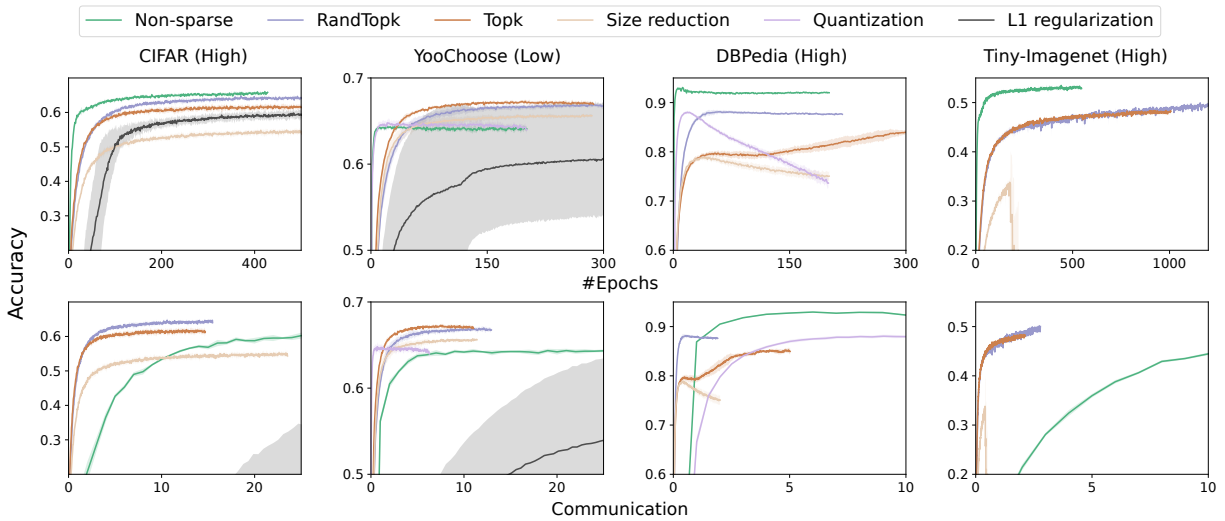 Non-sparse RandTopk Topk Size reduction Quantization L1 regularization
CIFAR (High) YooChoose (Low) DBPedia (High) Tiny-Imagenet (High)
Accuracy
0.6
0.5
0.4
0.3
0 200 400
0.7
0.6
0.5
0 150 300
0.9
0.8
0.7
0.6
0 150 300
0.5
0.4
0.3
0.2
0 500 1000
#Epochs
0.6
0.5
0.4
0.3
0 10 20
0.7
0.6
0.5
0 10 20
0.9
0.8
0.7
0.6
0 5 10
0.5
0.4
0.3
0.2
0 5 10
Communication